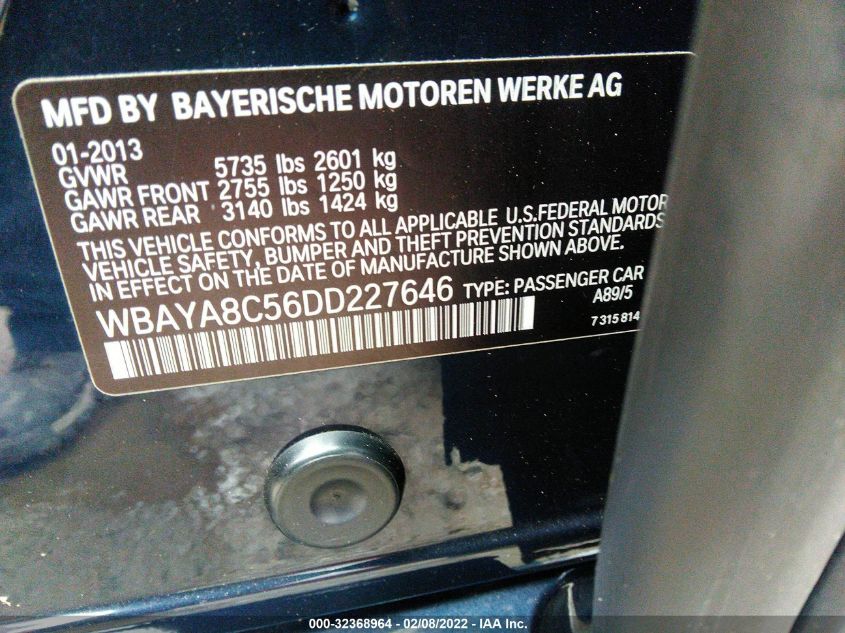 MFD BY BAYERISCHE MOTOREN WERKE AG
01-2013
GVWR 5735 lbs 2601 kg
GAWR FRONT 2755 lbs 1250 kg
GAWR REAR 3140 lbs 1424 kg
THIS VEHICLE CONFORMS TO ALL APPLICABLE U.S.FEDERAL MOTOR
VEHICLE SAFETY, BUMPER AND THEFT PREVENTION STANDARDS
IN EFFECT ON THE DATE OF MANUFACTURE SHOWN ABOVE.
WBAYA8C56DD227646 TYPE: PASSENGER CAR
A89/5
7 315 814
000-32368964 - 02/08/2022 - IAA Inc.